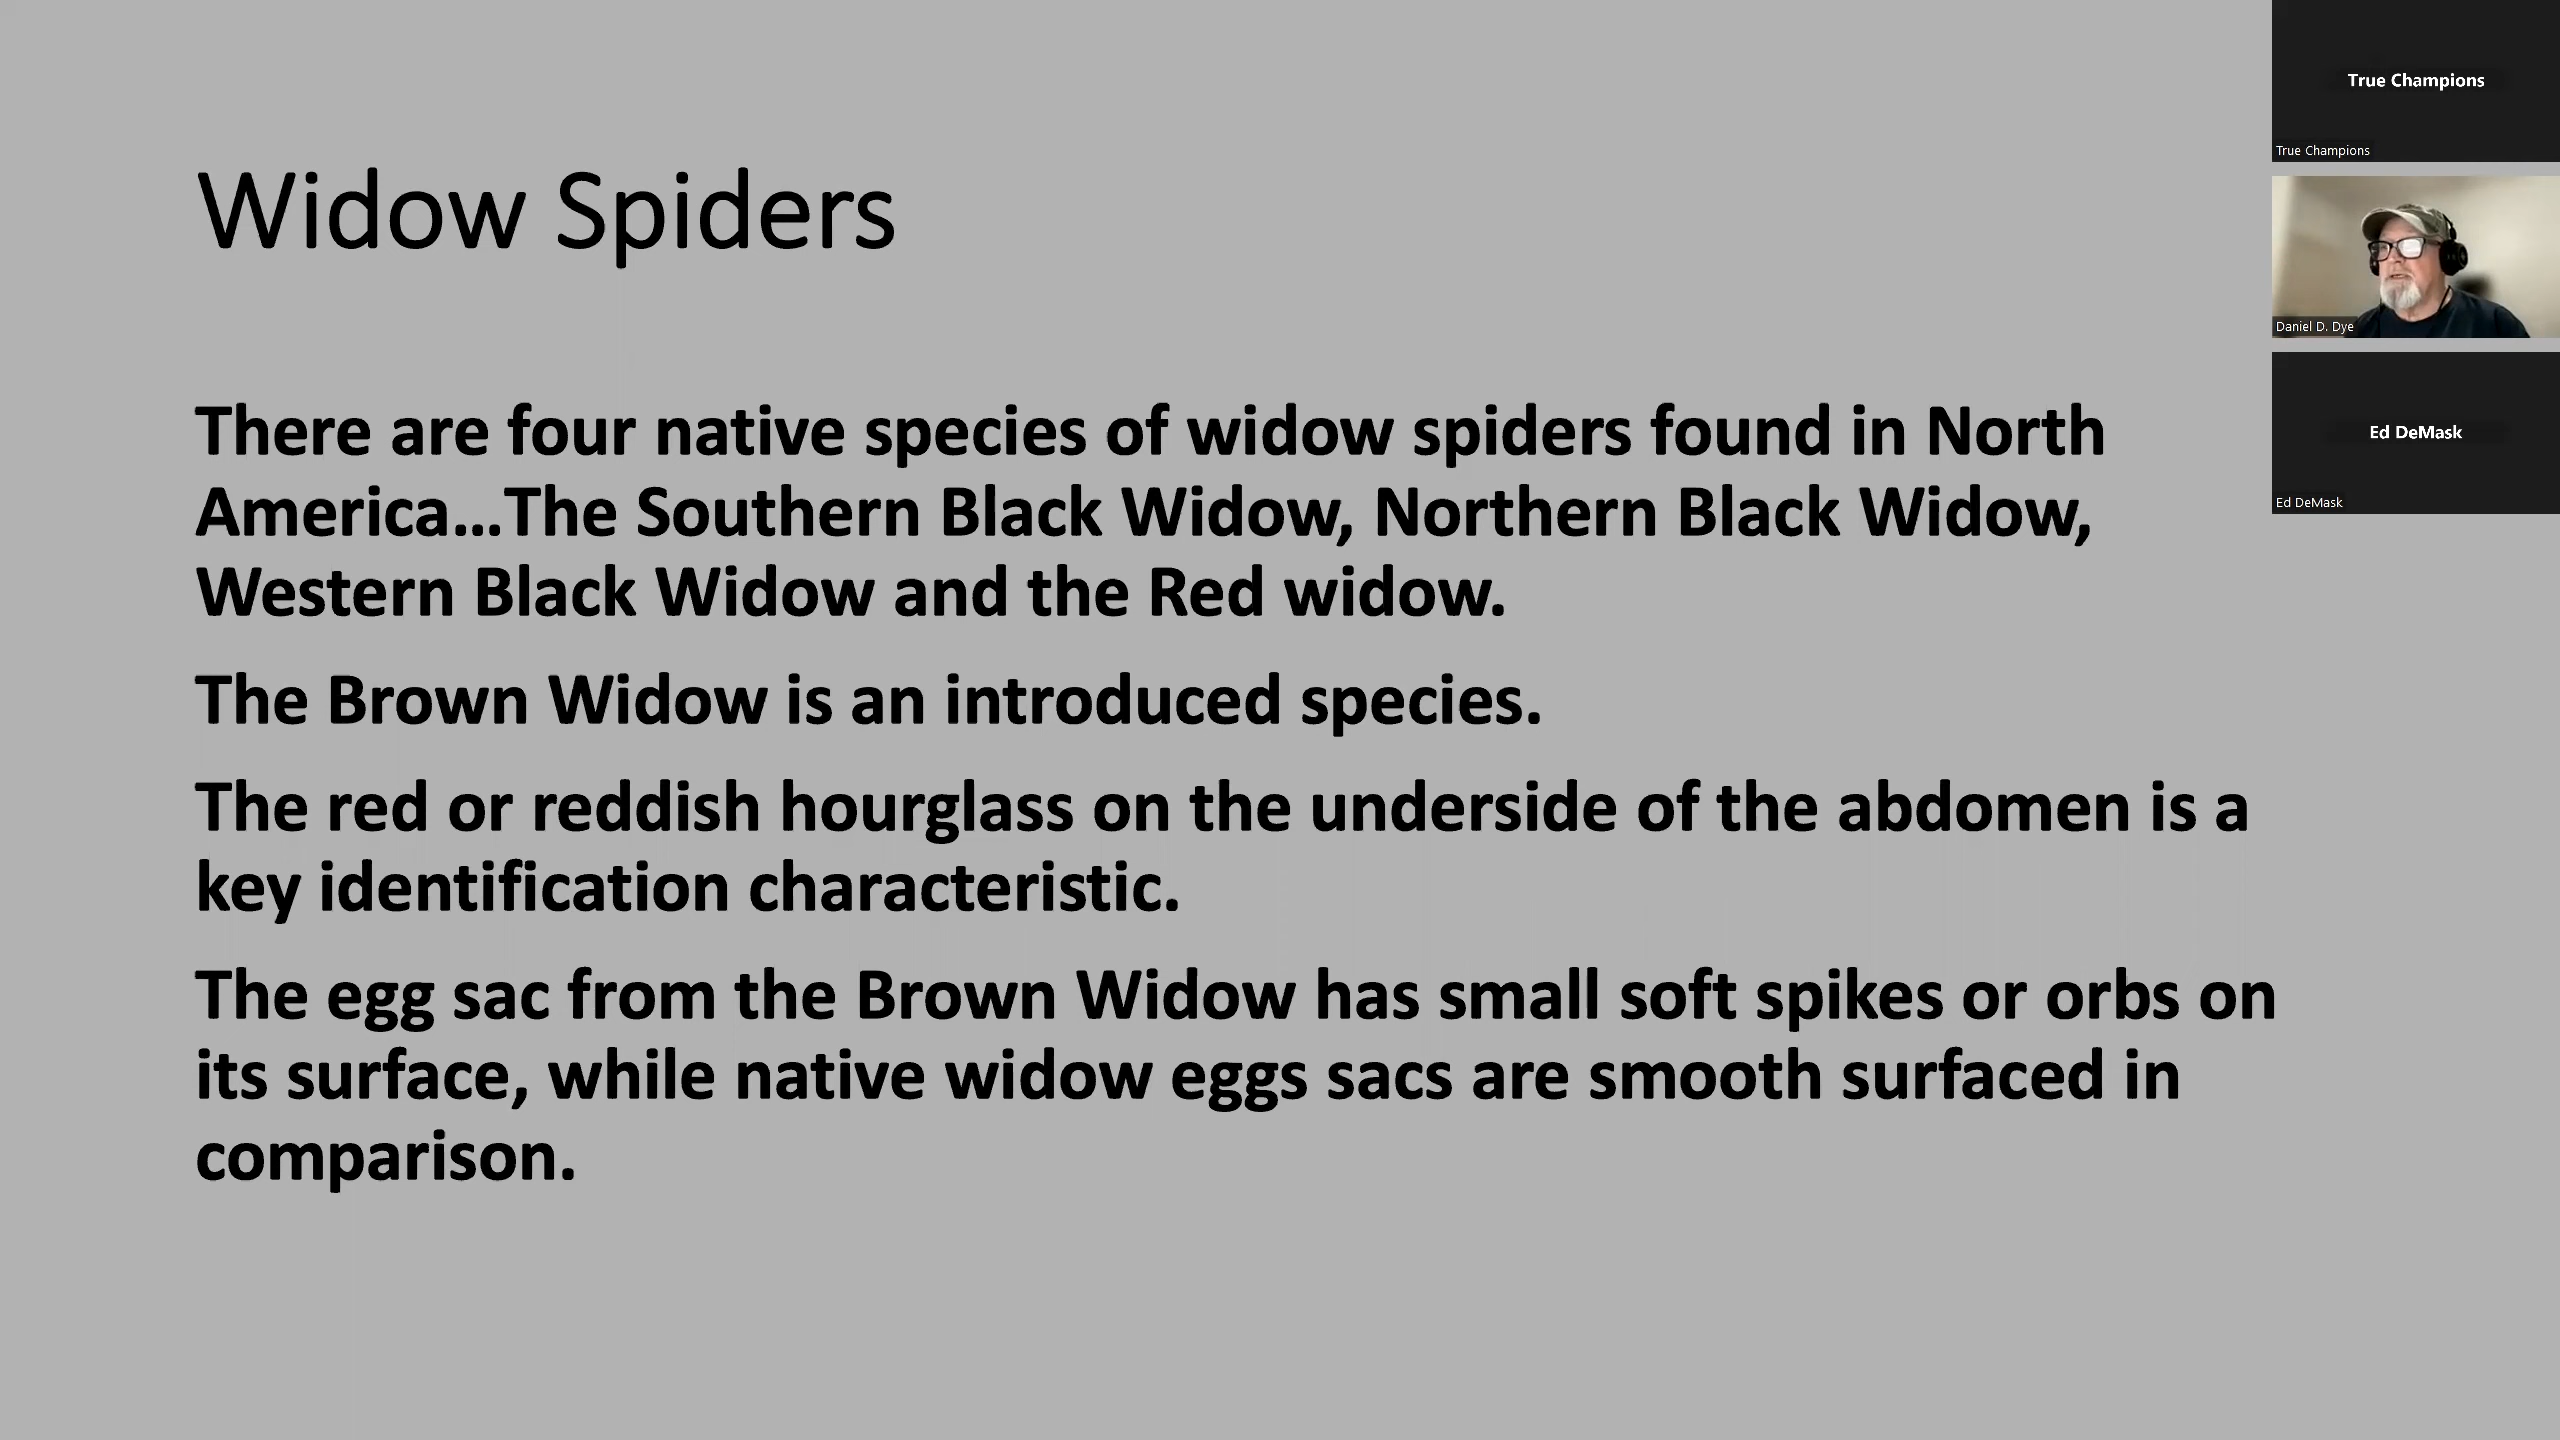 Widow Spiders
There are four native species of widow spiders found in North
America...The Southern Black Widow, Northern Black Widow,
Western Black Widow and the Red widow.
The Brown Widow is an introduced species.
The red or reddish hourglass on the underside of the abdomen is a
key identification characteristic.
The egg sac from the Brown Widow has small soft spikes or orbs on
its surface, while native widow eggs sacs are smooth surfaced in
comparison.
True Champions
True Champions
Daniel D. Dye
Ed DeMask
Ed DeMask